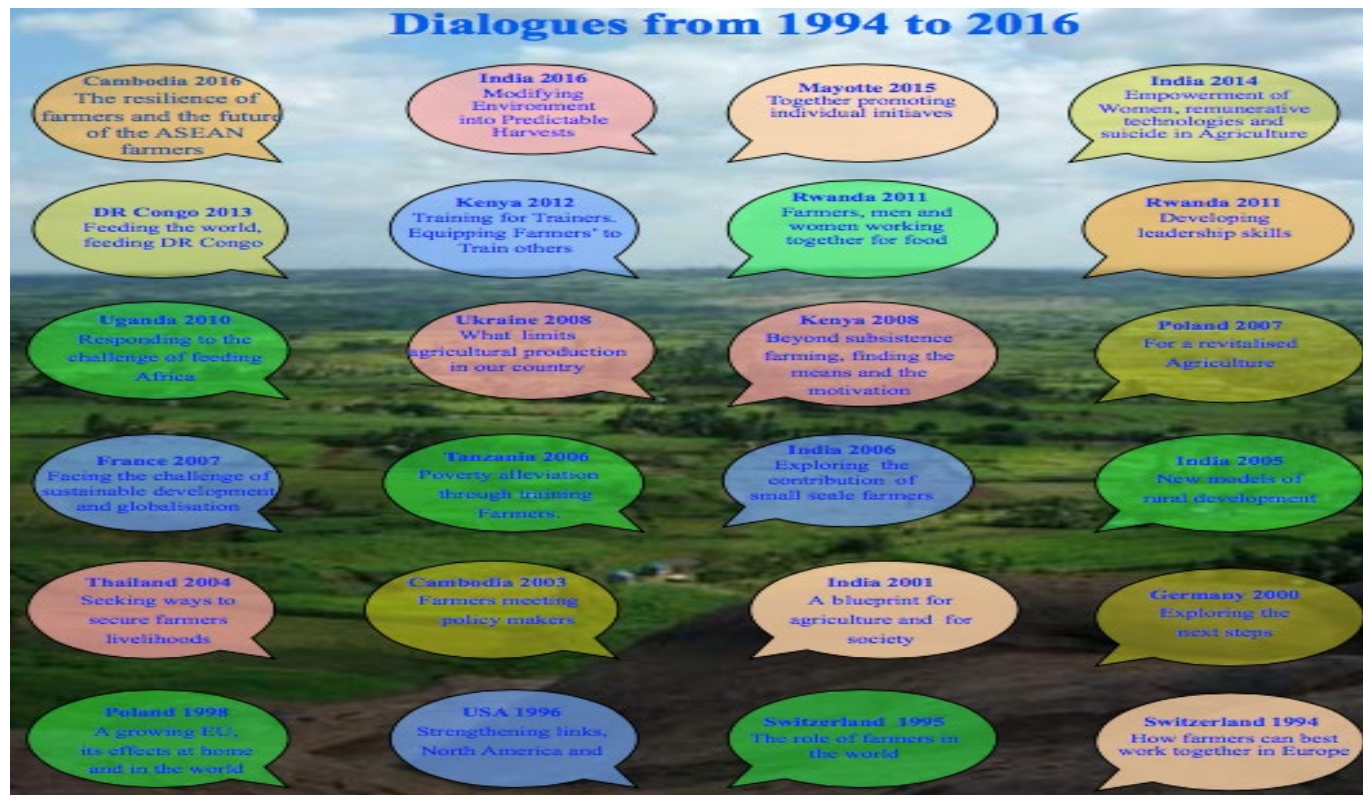 Dialogues from 1994 to 2016
Cambodia 2016
The resilience of
farmers and the future
of the ASEAN
farmers
India 2016
Modifying
Environment
into Predictable
Harvests
Mayotte 2015
Together promoting
individual initiaves
India 2014
Empowerment of
Women, remunerative
technologies and
suicide in Agriculture
DR Congo 2013
Feeding the world,
feeding DR Congo
Kenya 2012
Training for Trainers.
Equipping Farmers' to
Train others
Rwanda 2011
Farmers, men and
women working
together for food
Rwanda 2011
Developing
leadership skills
Uganda 2010
Responding to the
challenge of feeding
Africa
Ukraine 2008
What limits
agricultural production
in our country
Kenya 2008
Beyond subsistence
farming, finding the
means and the
motivation
Poland 2007
For a revitalised
Agriculture
France 2007
Facing the challenge of
sustainable development
and globalisation
Tanzania 2006
Poverty alleviation
through training
Farmers.
India 2006
Exploring the
contribution of
small scale farmers
India 2005
New models of
rural development
Thailand 2004
Seeking ways to
secure farmers
livelihoods
Cambodia 2003
Farmers meeting
policy makers
India 2001
A blueprint for
agriculture and for
society
Germany 2000
Exploring the
next steps
Poland 1998
A growing EU,
its effects at home
and in the world
USA 1996
Strengthening links,
North America and
Switzerland 1995
The role of farmers in
the world
Switzerland 1994
How farmers can best
work together in Europe